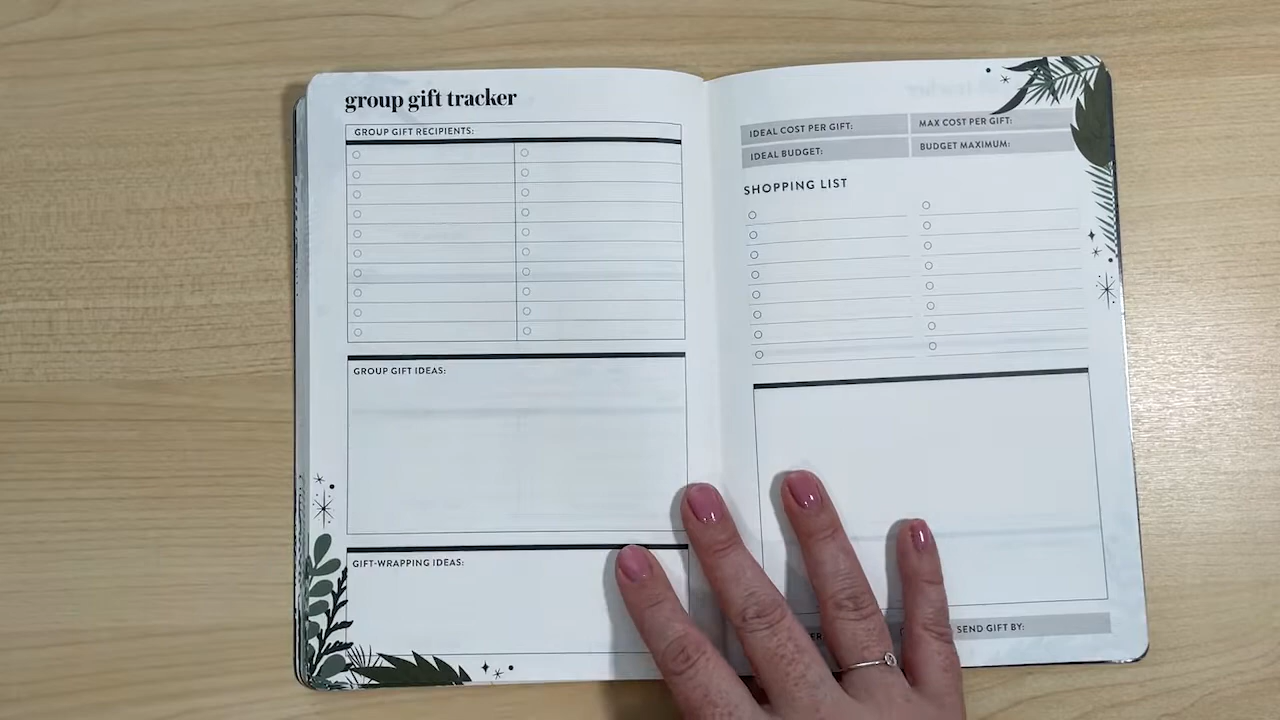 group gift tracker
GROUP GIFT RECIPIENTS:
GROUP GIFT IDEAS:
GIFT-WRAPPING IDEAS:
IDEAL COST PER GIFT:
MAX COST PER GIFT:
IDEAL BUDGET:
BUDGET MAXIMUM:
SHOPPING LIST
SEND GIFT BY: